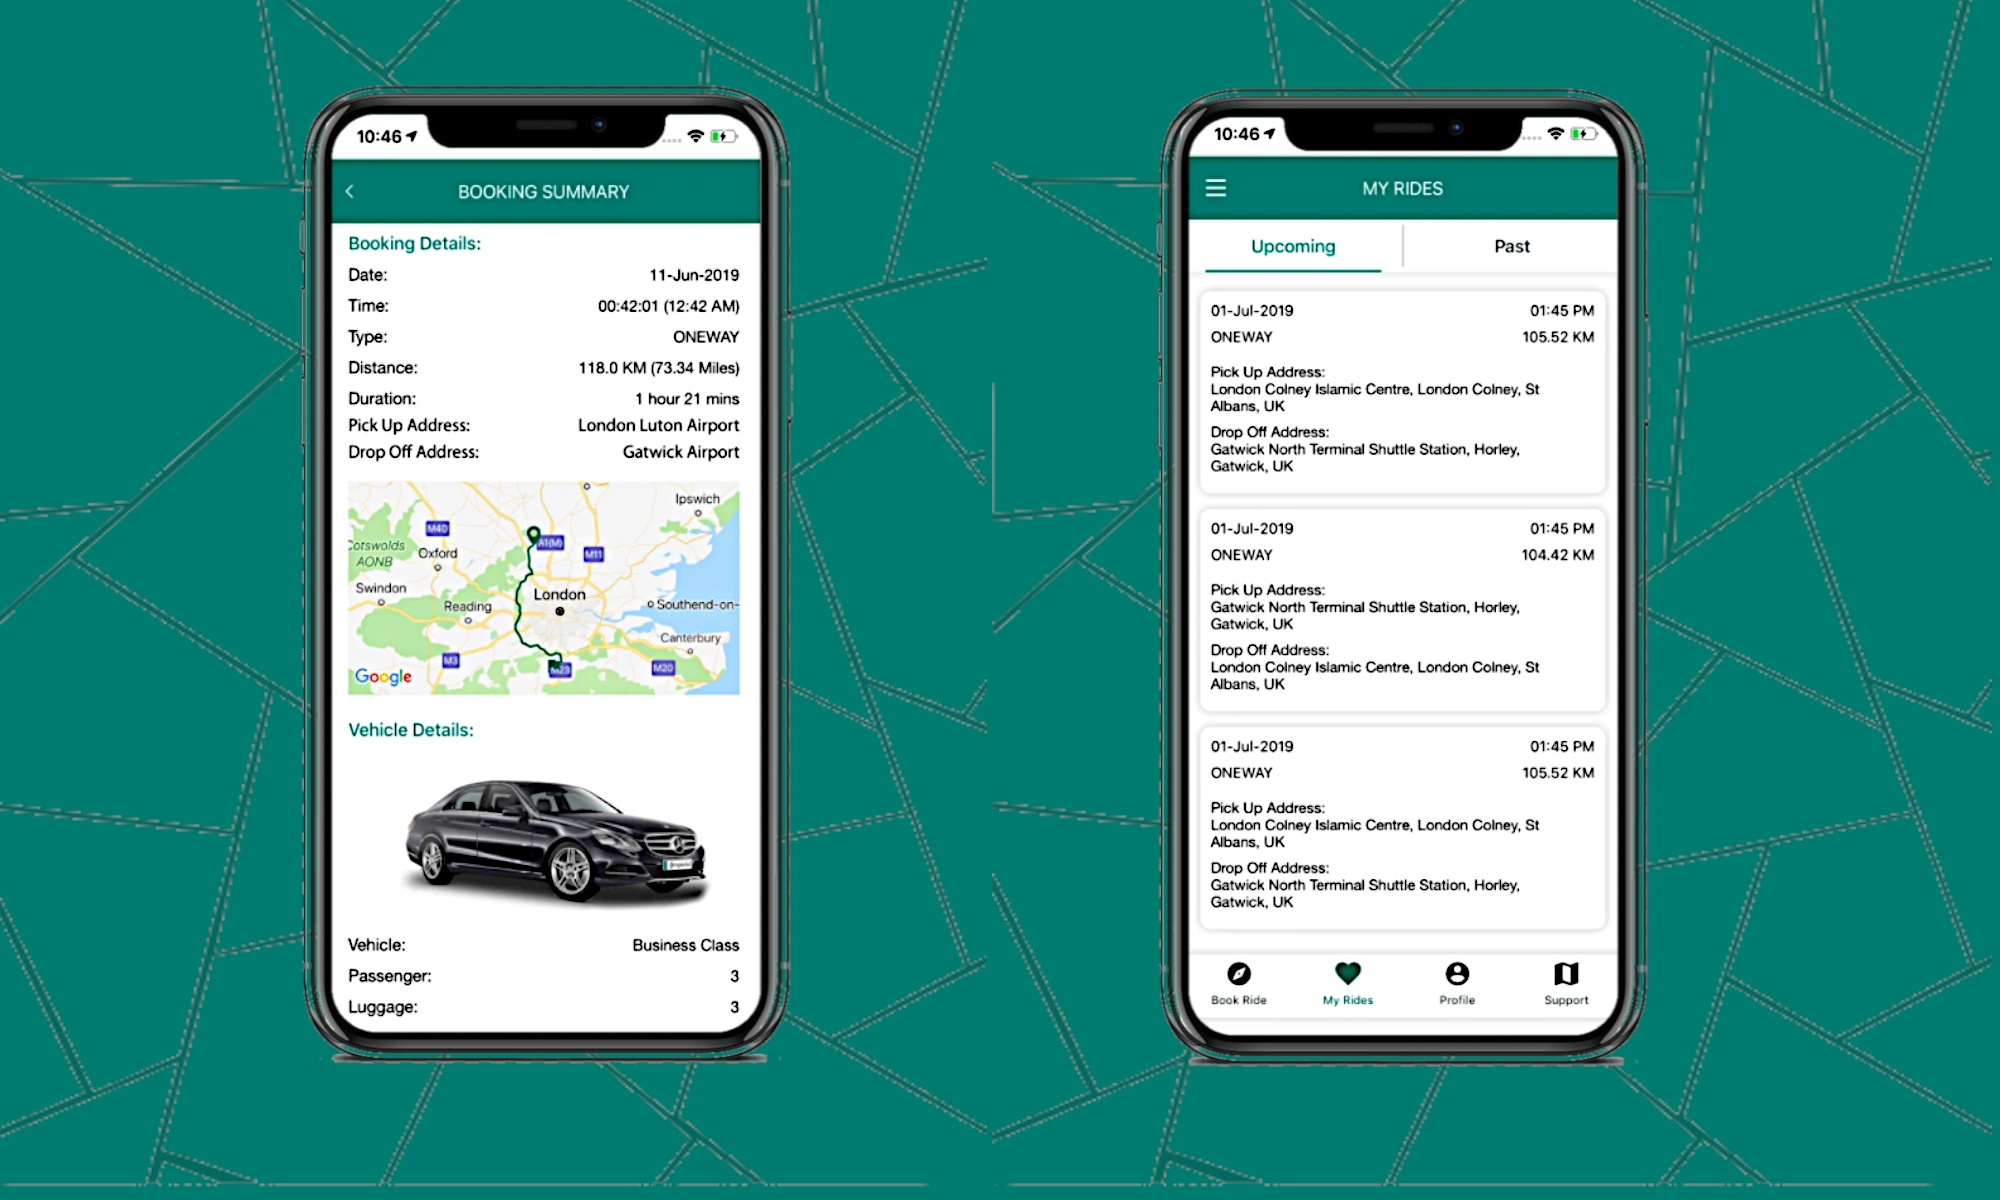 10:46
BOOKING SUMMARY
Booking Details:
Date: 11-Jun-2019
Time: 00:42:01 (12:42 AM)
Type: ONEWAY
Distance: 118.0 KM (73.34 Miles)
Duration: 1 hour 21 mins
Pick Up Address: London Luton Airport
Drop Off Address: Gatwick Airport
Ipswich
M40
A1(M)
Cotswolds
AONB
Oxford
M11
Swindon
London
Reading
Southend-on-
Canterbury
M3
M23
M20
Google
Vehicle Details:
Vehicle: Business Class
Passenger: 3
Luggage: 3
10:46
MY RIDES
Upcoming Past
01-Jul-2019 01:45 PM
ONEWAY 105.52 KM
Pick Up Address:
London Colney Islamic Centre, London Colney, St
Albans, UK
Drop Off Address:
Gatwick North Terminal Shuttle Station, Horley,
Gatwick, UK
01-Jul-2019 01:45 PM
ONEWAY 104.42 KM
Pick Up Address:
Gatwick North Terminal Shuttle Station, Horley,
Gatwick, UK
Drop Off Address:
London Colney Islamic Centre, London Colney, St
Albans, UK
01-Jul-2019 01:45 PM
ONEWAY 105.52 KM
Pick Up Address:
London Colney Islamic Centre, London Colney, St
Albans, UK
Drop Off Address:
Gatwick North Terminal Shuttle Station, Horley,
Gatwick, UK
Book Ride My Rides Profile Support